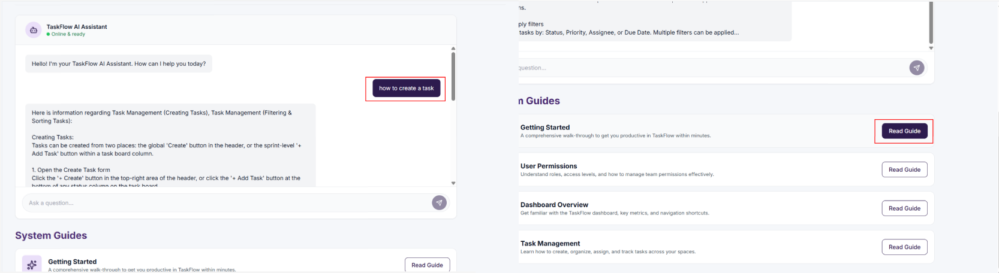 TaskFlow AI Assistant
Online & ready
Hello! I'm your TaskFlow AI Assistant. How can I help you today?
how to create a task
Here is information regarding Task Management (Creating Tasks), Task Management (Filtering &
Sorting Tasks):
Creating Tasks:
Tasks can be created from two places: the global 'Create' button in the header, or the sprint-level '+
Add Task' button within a task board column.
1. Open the Create Task form
Click the '+ Create' button in the top-right area of the header, or click the '+ Add Task' button at the
bottom of any status column on the task board
Ask a question...
System Guides
Getting Started
A comprehensive walk-through to get you productive in TaskFlow within minutes.
Read Guide
ns.
ply filters
tasks by: Status, Priority, Assignee, or Due Date. Multiple filters can be applied...
question...
Guides
Getting Started
A comprehensive walk-through to get you productive in TaskFlow within minutes.
Read Guide
User Permissions
Understand roles, access levels, and how to manage team permissions effectively.
Read Guide
Dashboard Overview
Get familiar with the TaskFlow dashboard, key metrics, and navigation shortcuts.
Read Guide
Task Management
Learn how to create, organize, assign, and track tasks across your spaces.
Read Guide